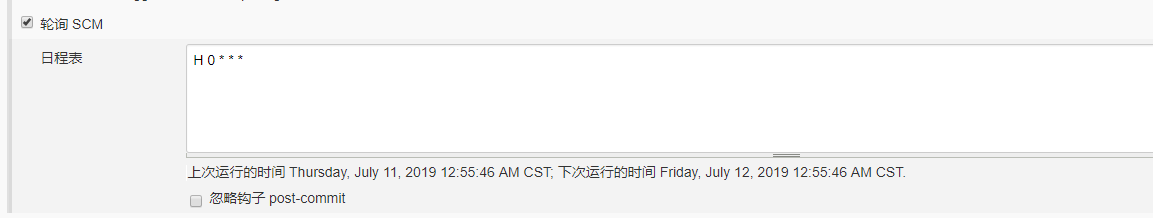 轮询 SCM
日程表
H 0 * * *
上次运行的时间 Thursday, July 11, 2019 12:55:46 AM CST; 下次运行的时间 Friday, July 12, 2019 12:55:46 AM CST.
忽略钩子 post-commit